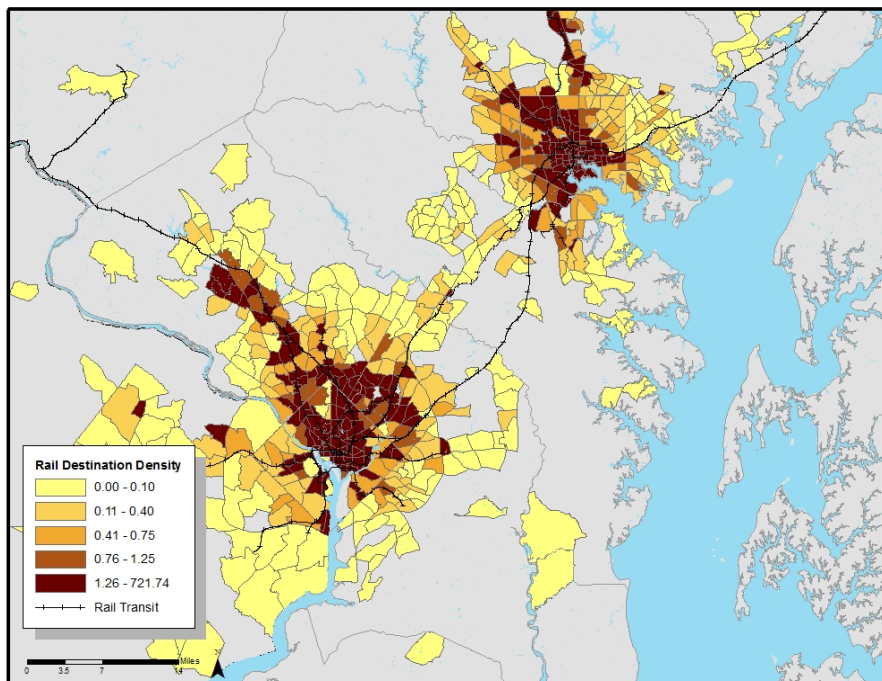 Rail Destination Density
0.00 - 0.10
0.11 - 0.40
0.41 - 0.75
0.76 - 1.25
1.26 - 721.74
Rail Transit
N
Miles
0 3.5 7 14